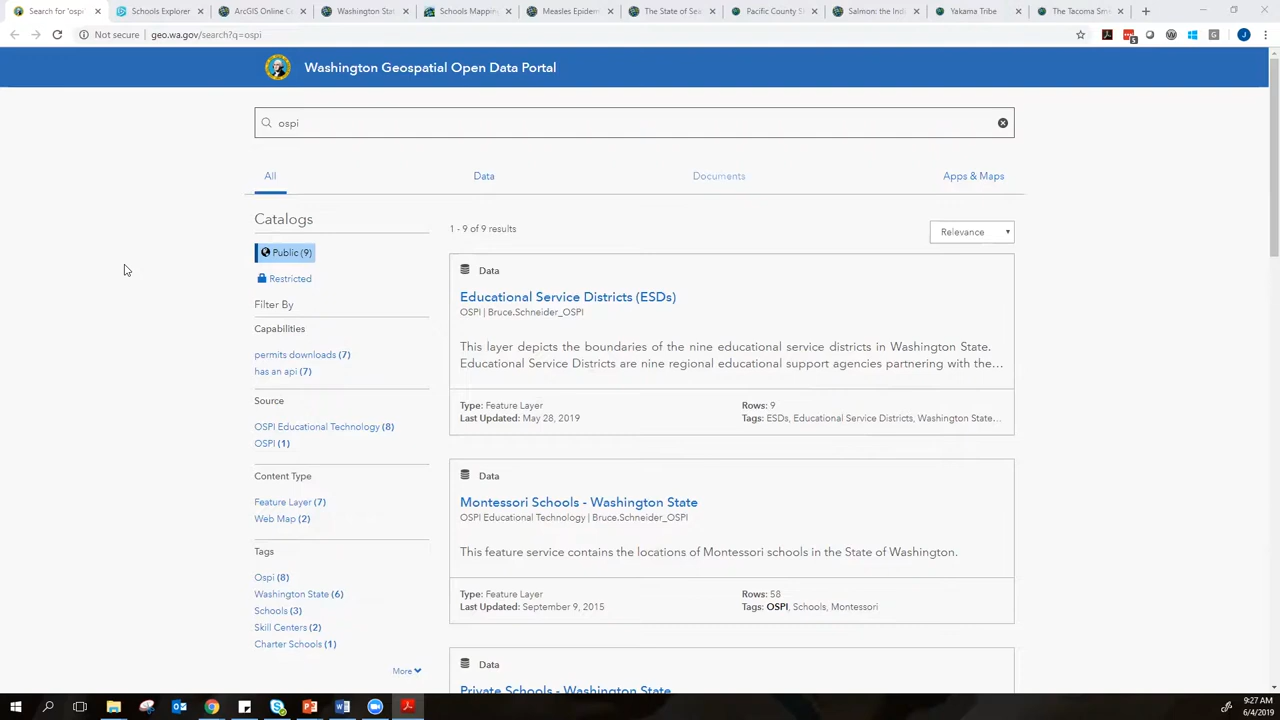 Search for 'ospi'
Schools Explorer
ArcGIS Online
Washington Stat
Schools Mapping
Measles Epidem
The State of Sea
Pacific County S
Salmon: the Ind
Yakama Tribe
The Tacoma Sm
Not secure
geo.wa.gov/search?q=ospi
Washington Geospatial Open Data Portal
ospi
All
Data
Documents
Apps & Maps
Catalogs
Public (9)
Restricted
Filter By
Capabilities
permits downloads (7)
has an api (7)
Source
OSPI Educational Technology (8)
OSPI (1)
Content Type
Feature Layer (7)
Web Map (2)
Tags
Ospi (8)
Washington State (6)
Schools (3)
Skill Centers (2)
Charter Schools (1)
More
1 - 9 of 9 results
Relevance
Data
Educational Service Districts (ESDs)
OSPI | Bruce.Schneider_OSPI
This layer depicts the boundaries of the nine educational service districts in Washington State.
Educational Service Districts are nine regional educational support agencies partnering with the...
Type: Feature Layer
Rows: 9
Last Updated: May 28, 2019
Tags: ESDs, Educational Service Districts, Washington State...
Data
Montessori Schools - Washington State
OSPI Educational Technology | Bruce.Schneider_OSPI
This feature service contains the locations of Montessori schools in the State of Washington.
Type: Feature Layer
Rows: 58
Last Updated: September 9, 2015
Tags: OSPI, Schools, Montessori
Data
Private Schools - Washington State
9:27 AM
6/4/2019